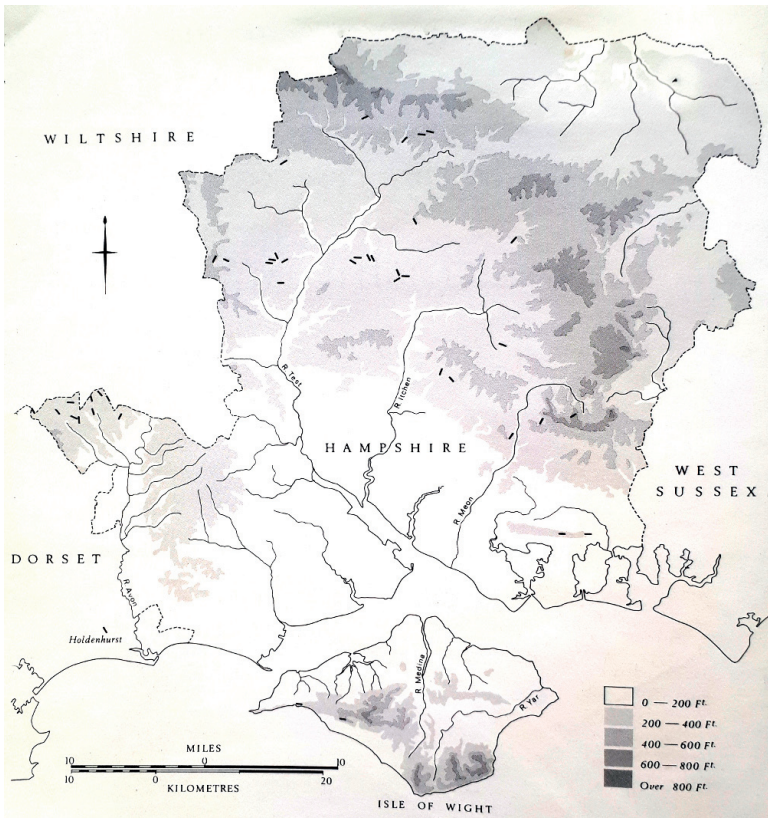 WILTSHIRE
R. Test
R. Itchen
HAMPSHIRE
WEST
SUSSEX
R. Meon
DORSET
R. Avon
Holdenhurst
R. Medina
R. Yar
0 — 200 Ft.
200 — 400 Ft.
400 — 600 Ft.
600 — 800 Ft.
Over 800 Ft.
MILES
10 0 10
10 0 20
KILOMETRES
ISLE OF WIGHT